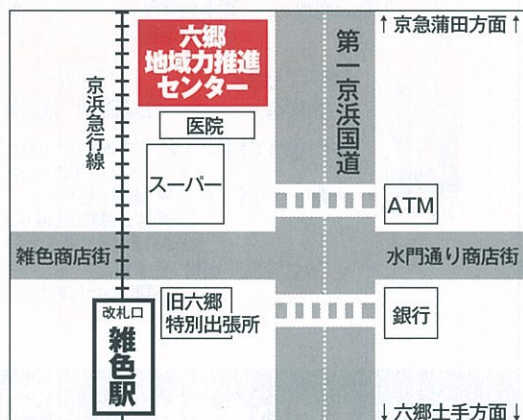 六郷
地域力推進
センター
↑京急蒲田方面↑
第一京浜国道
京浜急行線
医院
スーパー
ATM
雑色商店街
水門通り商店街
改札口
雑色駅
旧六郷
特別出張所
銀行
↓六郷土手方面↓